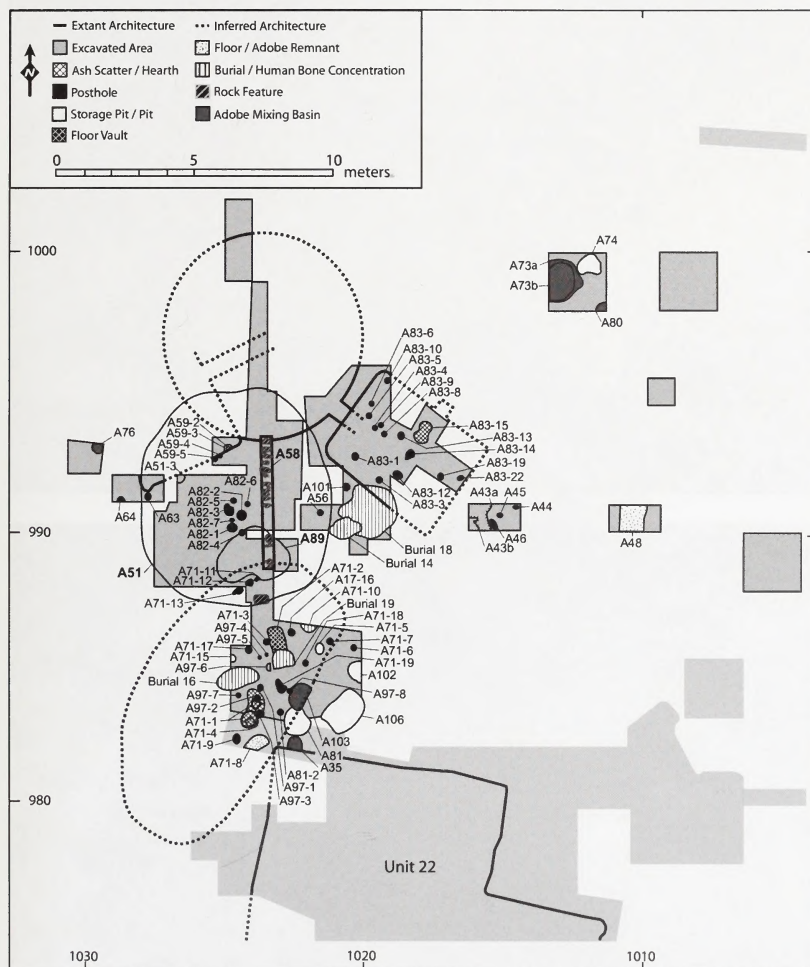 Extant Architecture
Inferred Architecture
Excavated Area
Floor / Adobe Remnant
Ash Scatter / Hearth
Burial / Human Bone Concentration
Posthole
Rock Feature
Storage Pit / Pit
Adobe Mixing Basin
Floor Vault
N
0 5 10
meters
1000
A74
A73a
A73b
A80
A83-6
A83-10
A83-5
A83-4
A83-9
A83-8
A83-15
A83-13
A83-14
A83-19
A83-22
A83-1
A83-12
A83-3
A59-2
A59-3
A59-4
A59-5
A51-3
A76
A58
A82-6
A82-2
A82-5
A82-3
A82-7
A82-1
A82-4
A101
A56
A64
A63
A43a
A45
A44
A46
A43b
A48
990
A89
Burial 18
Burial 14
A51
A71-11
A71-12
A71-13
A71-2
A17-16
A71-10
Burial 19
A71-18
A71-5
A71-7
A71-6
A71-19
A102
A71-3
A97-4
A97-5
A71-17
A71-15
A97-6
Burial 16
A97-7
A97-2
A71-1
A71-4
A71-9
A71-8
A97-8
A106
A103
A81
A35
A81-2
A97-1
A97-3
980
Unit 22
1030
1020
1010